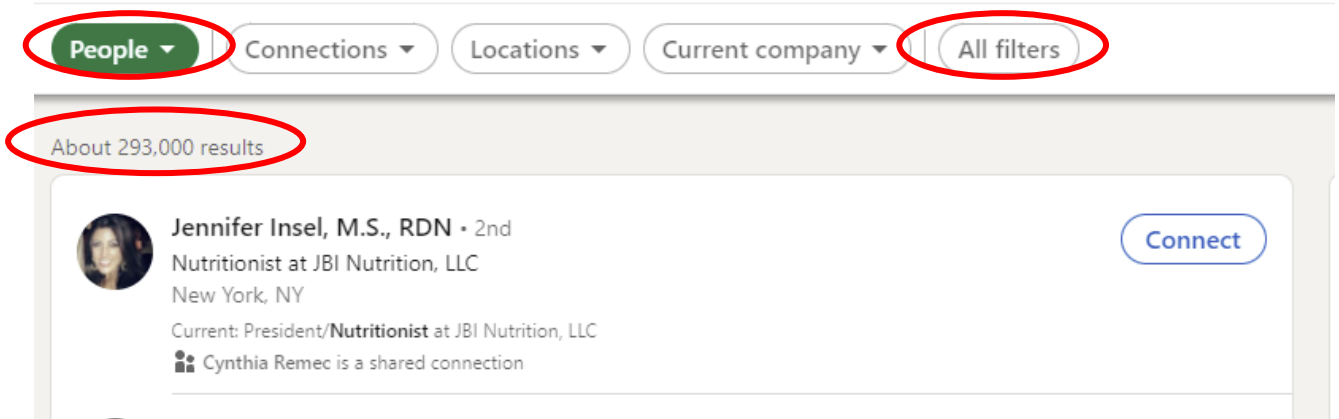 People Connections Locations Current company All filters
About 293,000 results
Jennifer Insel, M.S., RDN • 2nd
Connect
Nutritionist at JBI Nutrition, LLC
New York, NY
Current: President/Nutritionist at JBI Nutrition, LLC
Cynthia Remec is a shared connection